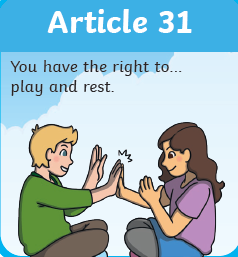 Article 31
You have the right to...
play and rest.